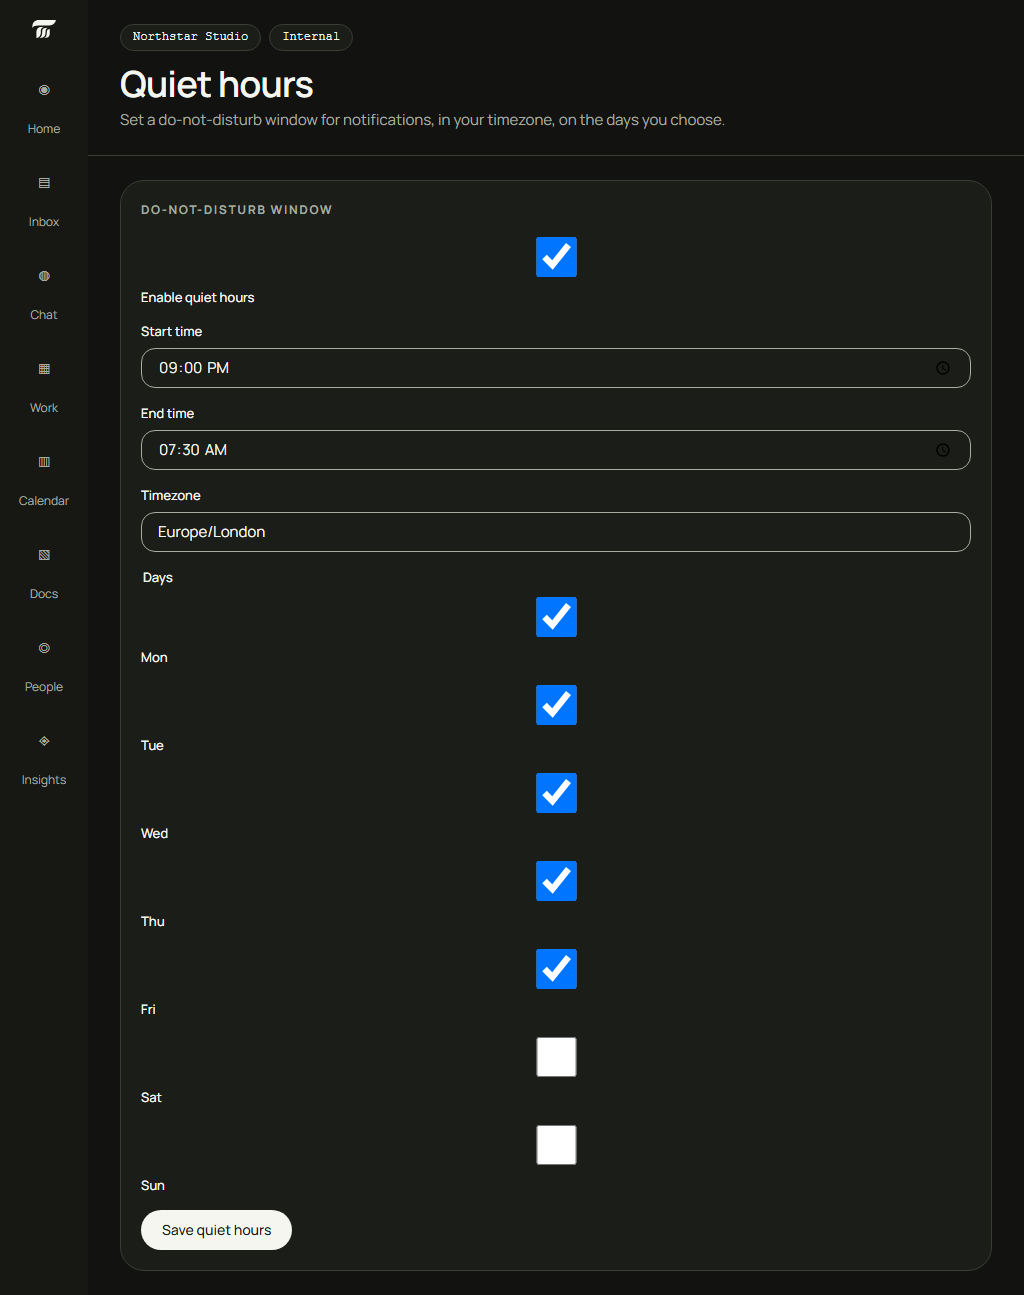 Northstar Studio
Internal
Quiet hours
Set a do-not-disturb window for notifications, in your timezone, on the days you choose.
Home
Inbox
Chat
Work
Calendar
Docs
People
Insights
DO-NOT-DISTURB WINDOW
Enable quiet hours
Start time
09:00 PM
End time
07:30 AM
Timezone
Europe/London
Days
Mon
Tue
Wed
Thu
Fri
Sat
Sun
Save quiet hours